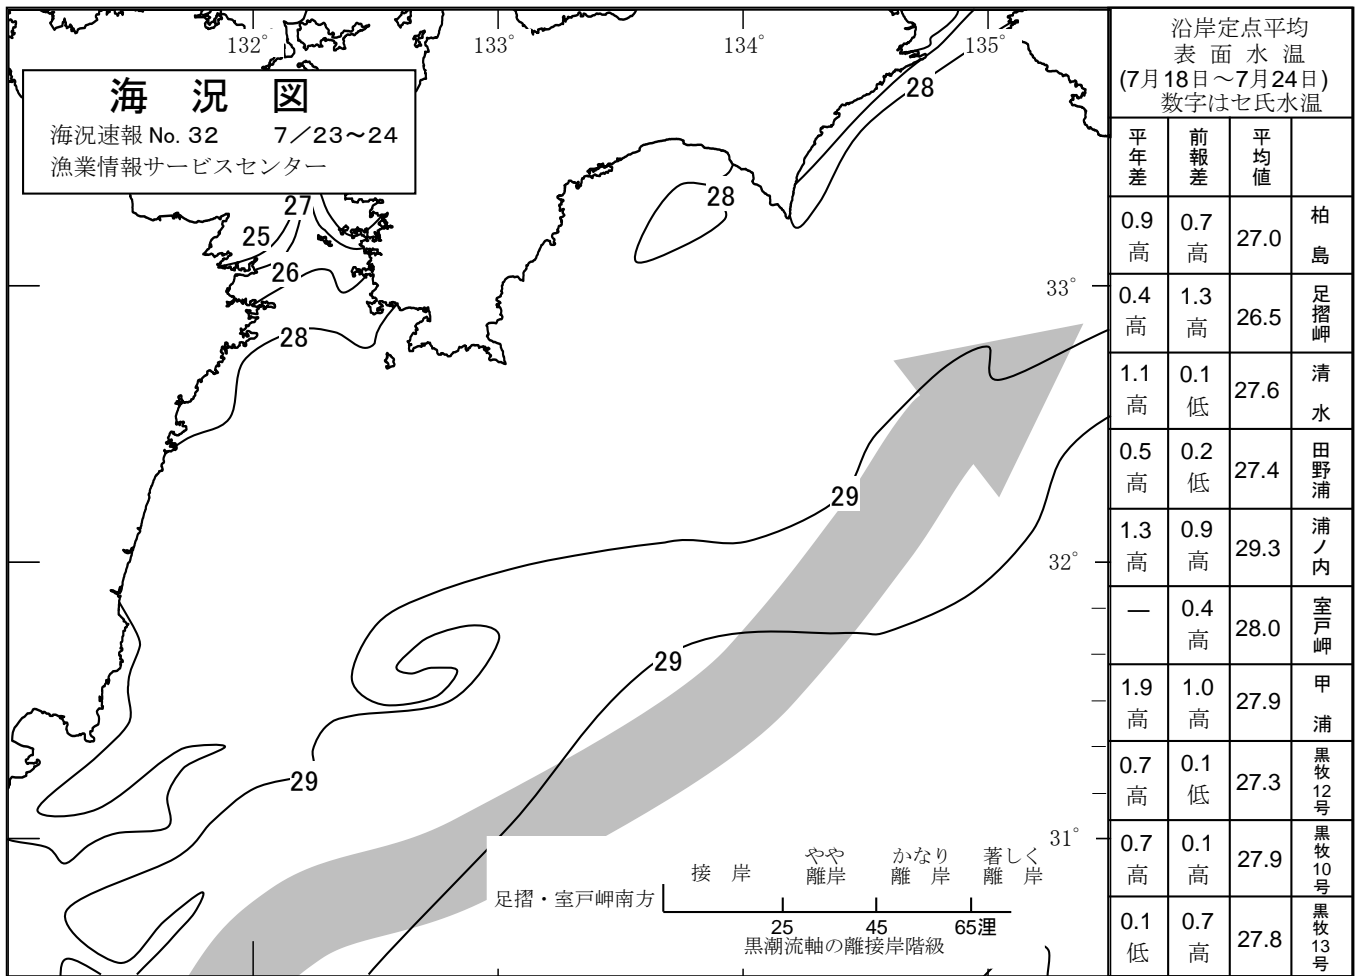 海 況 図
海況速報 No. 32 7／23～24
漁業情報サービスセンター
132°
133°
134°
135°
28
28
27
25
26
28
33°
29
32°
29
29
31°
足摺・室戸岬南方
接 岸
やや
離岸
かなり
離 岸
著しく
離 岸
25
45
65浬
黒潮流軸の離接岸階級
沿岸定点平均
表 面 水 温
(7月18日～7月24日)
数字はセ氏水温
平年差 前報差 平均値
0.9高 0.7高 27.0 柏島
0.4高 1.3高 26.5 足摺岬
1.1高 0.1低 27.6 清水
0.5高 0.2低 27.4 田野浦
1.3高 0.9高 29.3 浦ノ内
― 0.4高 28.0 室戸岬
1.9高 1.0高 27.9 甲浦
0.7高 0.1低 27.3 黒牧12号
0.7高 0.1高 27.9 黒牧10号
0.1低 0.7高 27.8 黒牧13号